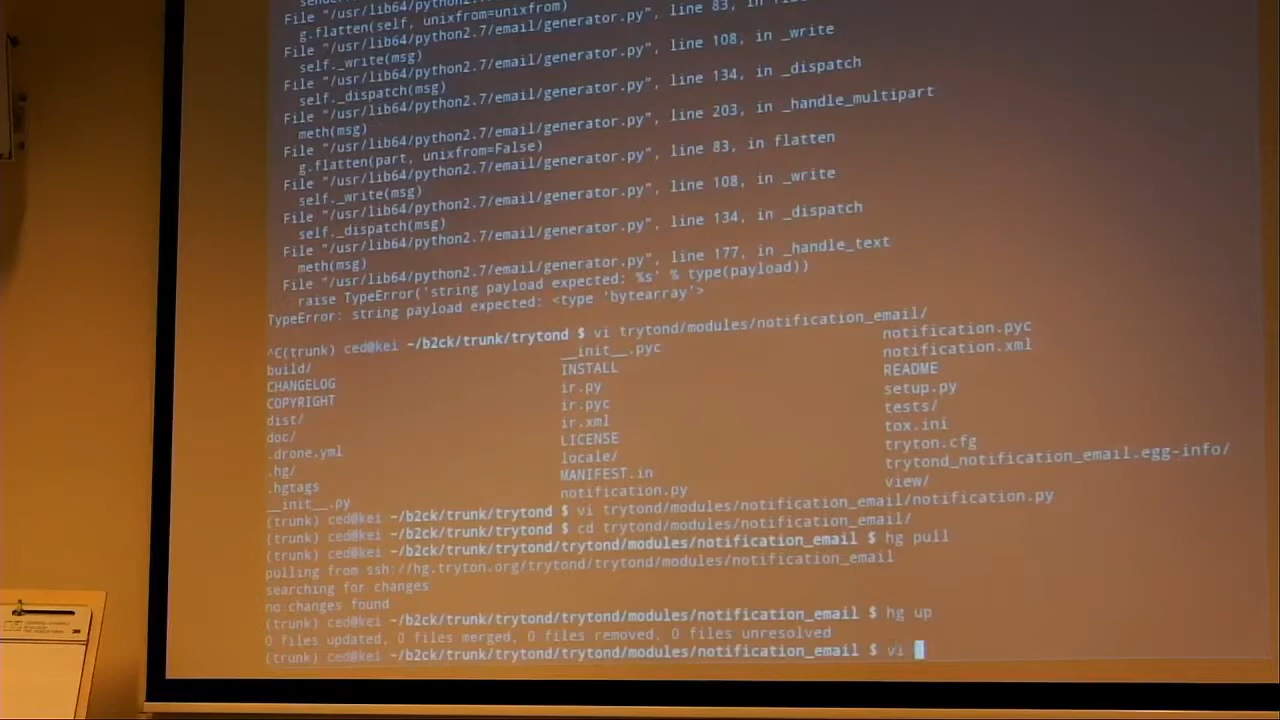 File "/usr/lib64/python2.7/email/generator.py", line 83, in
g.flatten(self, unixfrom=unixfrom)
File "/usr/lib64/python2.7/email/generator.py", line 108, in _write
self._write(msg)
File "/usr/lib64/python2.7/email/generator.py", line 134, in _dispatch
self._dispatch(msg)
File "/usr/lib64/python2.7/email/generator.py", line 203, in _handle_multipart
meth(msg)
File "/usr/lib64/python2.7/email/generator.py", line 83, in flatten
g.flatten(part, unixfrom=False)
File "/usr/lib64/python2.7/email/generator.py", line 108, in _write
self._write(msg)
File "/usr/lib64/python2.7/email/generator.py", line 134, in _dispatch
self._dispatch(msg)
File "/usr/lib64/python2.7/email/generator.py", line 177, in _handle_text
meth(msg)
raise TypeError('string payload expected: %s' % type(payload))
TypeError: string payload expected: <type 'bytearray'>
^C(trunk) ced@kei ~/b2ck/trunk/trytond $ vi trytond/modules/notification_email/
build/ __init__.pyc notification.pyc
CHANGELOG INSTALL notification.xml
COPYRIGHT ir.py README
dist/ ir.pyc setup.py
doc/ ir.xml tests/
.drone.yml LICENSE tox.ini
.hg/ locale/ tryton.cfg
.hgtags MANIFEST.in trytond_notification_email.egg-info/
__init__.py notification.py view/
(trunk) ced@kei ~/b2ck/trunk/trytond $ vi trytond/modules/notification_email/notification.py
(trunk) ced@kei ~/b2ck/trunk/trytond $ cd trytond/modules/notification_email/
(trunk) ced@kei ~/b2ck/trunk/trytond/trytond/modules/notification_email $ hg pull
pulling from ssh://hg.tryton.org/trytond/trytond/modules/notification_email
searching for changes
no changes found
(trunk) ced@kei ~/b2ck/trunk/trytond/trytond/modules/notification_email $ hg up
0 files updated, 0 files merged, 0 files removed, 0 files unresolved
(trunk) ced@kei ~/b2ck/trunk/trytond/trytond/modules/notification_email $ vi